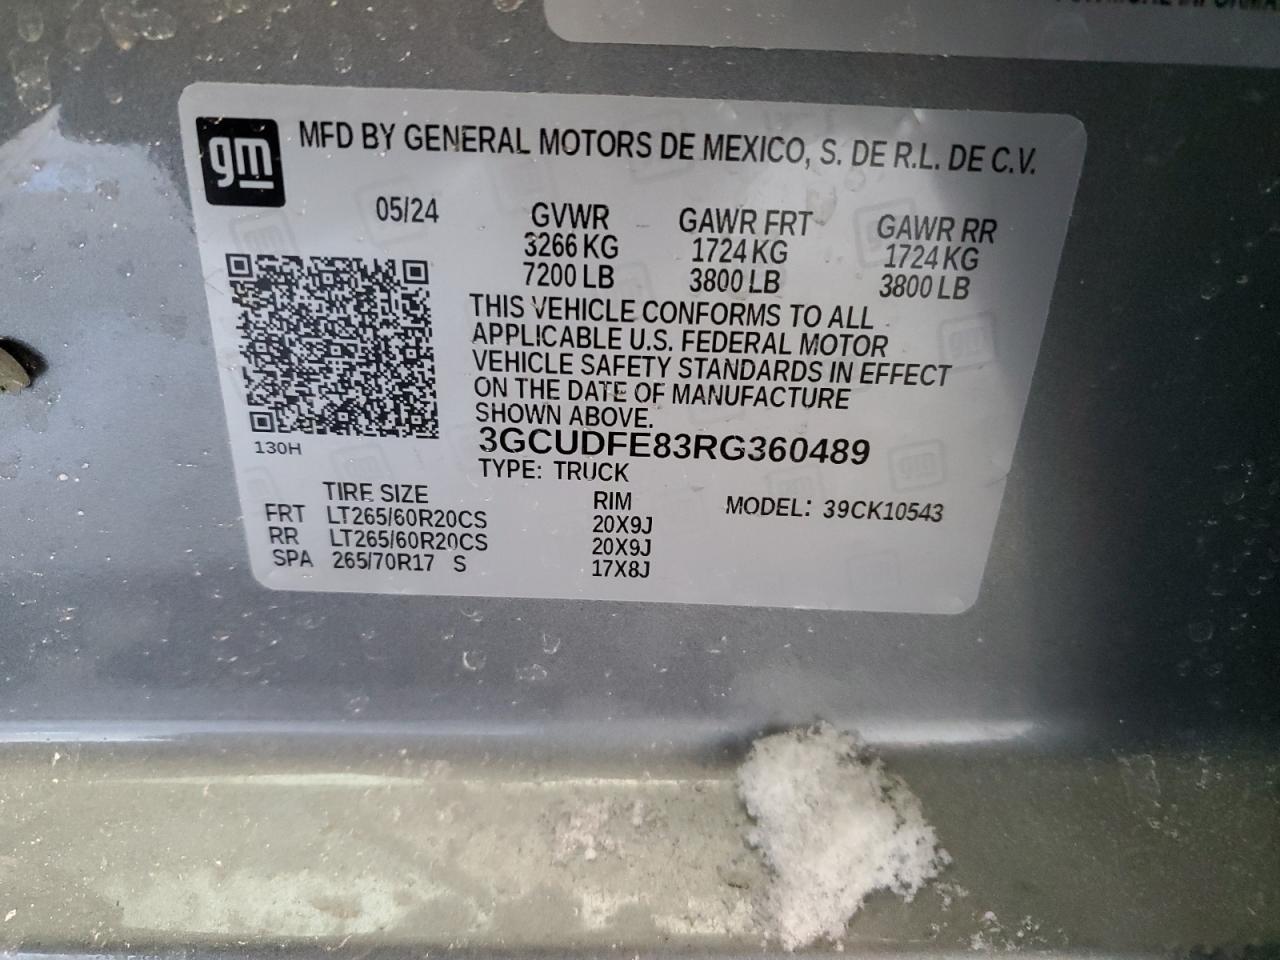 gm
MFD BY GENERAL MOTORS DE MEXICO, S. DE R.L. DE C.V.
05/24 GVWR GAWR FRT GAWR RR
3266 KG 1724 KG 1724 KG
7200 LB 3800 LB 3800 LB
THIS VEHICLE CONFORMS TO ALL
APPLICABLE U.S. FEDERAL MOTOR
VEHICLE SAFETY STANDARDS IN EFFECT
ON THE DATE OF MANUFACTURE
SHOWN ABOVE.
130H
3GCUDFE83RG360489
TYPE: TRUCK
TIRE SIZE RIM MODEL: 39CK10543
FRT LT265/60R20CS 20X9J
RR LT265/60R20CS 20X9J
SPA 265/70R17 S 17X8J